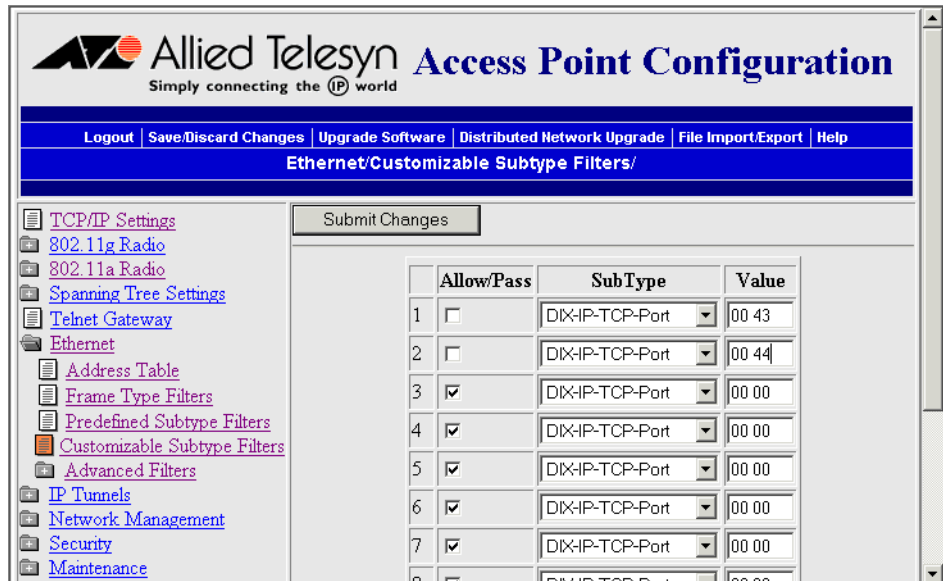 Allied Telesyn
Simply connecting the IP world
Access Point Configuration
Logout | Save/Discard Changes | Upgrade Software | Distributed Network Upgrade | File Import/Export | Help
Ethernet/Customizable Subtype Filters/
TCP/IP Settings
802.11g Radio
802.11a Radio
Spanning Tree Settings
Telnet Gateway
Ethernet
Address Table
Frame Type Filters
Predefined Subtype Filters
Customizable Subtype Filters
Advanced Filters
IP Tunnels
Network Management
Security
Maintenance
Submit Changes
Allow/Pass SubType Value
1 DIX-IP-TCP-Port 00 43
2 DIX-IP-TCP-Port 00 44
3 DIX-IP-TCP-Port 00 00
4 DIX-IP-TCP-Port 00 00
5 DIX-IP-TCP-Port 00 00
6 DIX-IP-TCP-Port 00 00
7 DIX-IP-TCP-Port 00 00